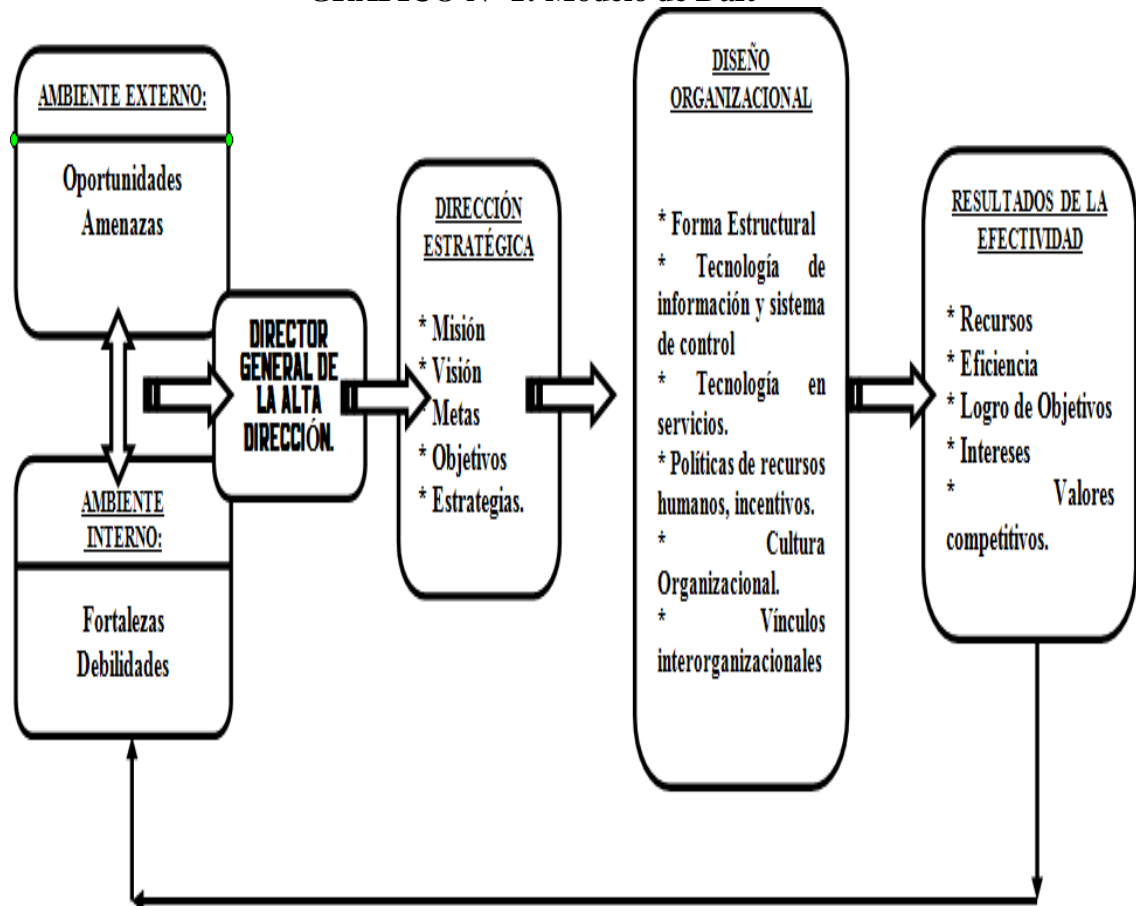 AMBIENTE EXTERNO:
Oportunidades
Amenazas
AMBIENTE
INTERNO:
Fortalezas
Debilidades
DIRECTOR
GENERAL DE
LA ALTA
DIRECCIÓN.
DIRECCIÓN
ESTRATÉGICA
* Misión
* Visión
* Metas
* Objetivos
* Estrategias.
DISEÑO
ORGANIZACIONAL
* Forma Estructural
* Tecnología de
información y sistema
de control
* Tecnología en
servicios.
* Políticas de recursos
humanos, incentivos.
* Cultura
Organizacional.
* Vínculos
interorganizacionales
RESULTADOS DE LA
EFECTIVIDAD
* Recursos
* Eficiencia
* Logro de Objetivos
* Intereses
* Valores
competitivos.